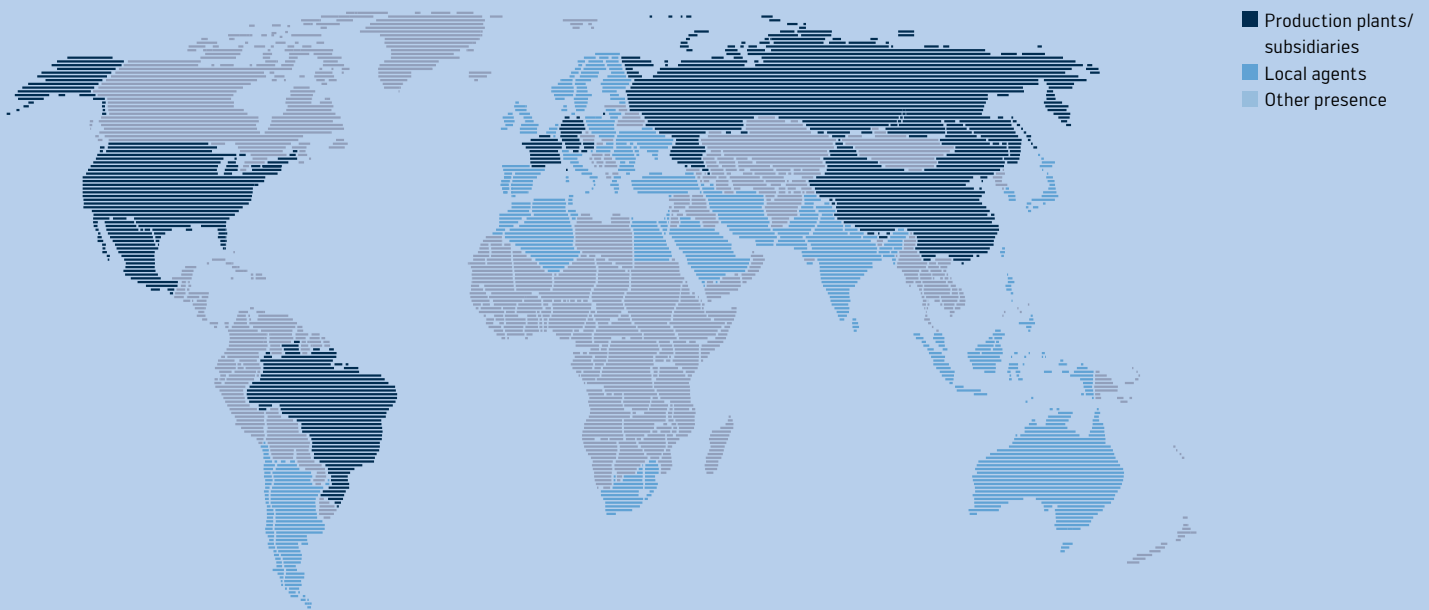 Production plants/
subsidiaries
Local agents
Other presence